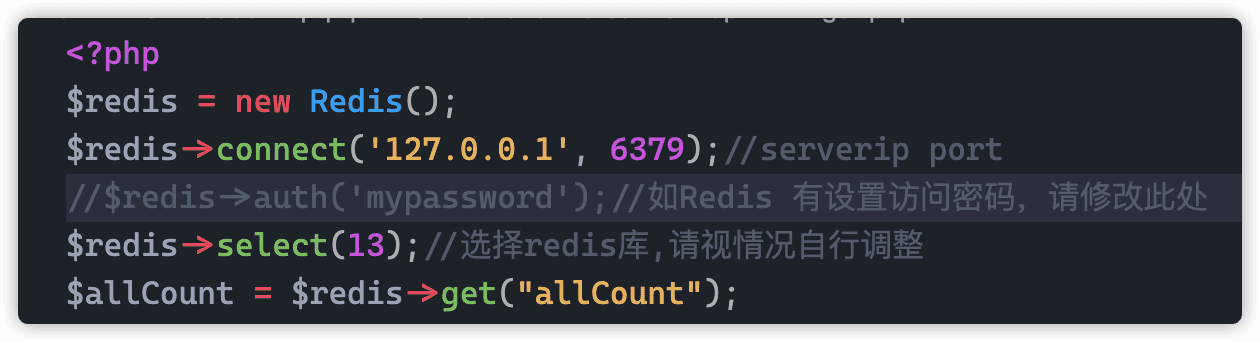 <?php
$redis = new Redis();
$redis->connect('127.0.0.1', 6379);//serverip port
//$redis->auth('mypassword');//如Redis 有设置访问密码，请修改此处
$redis->select(13);//选择redis库,请视情况自行调整
$allCount = $redis->get("allCount");